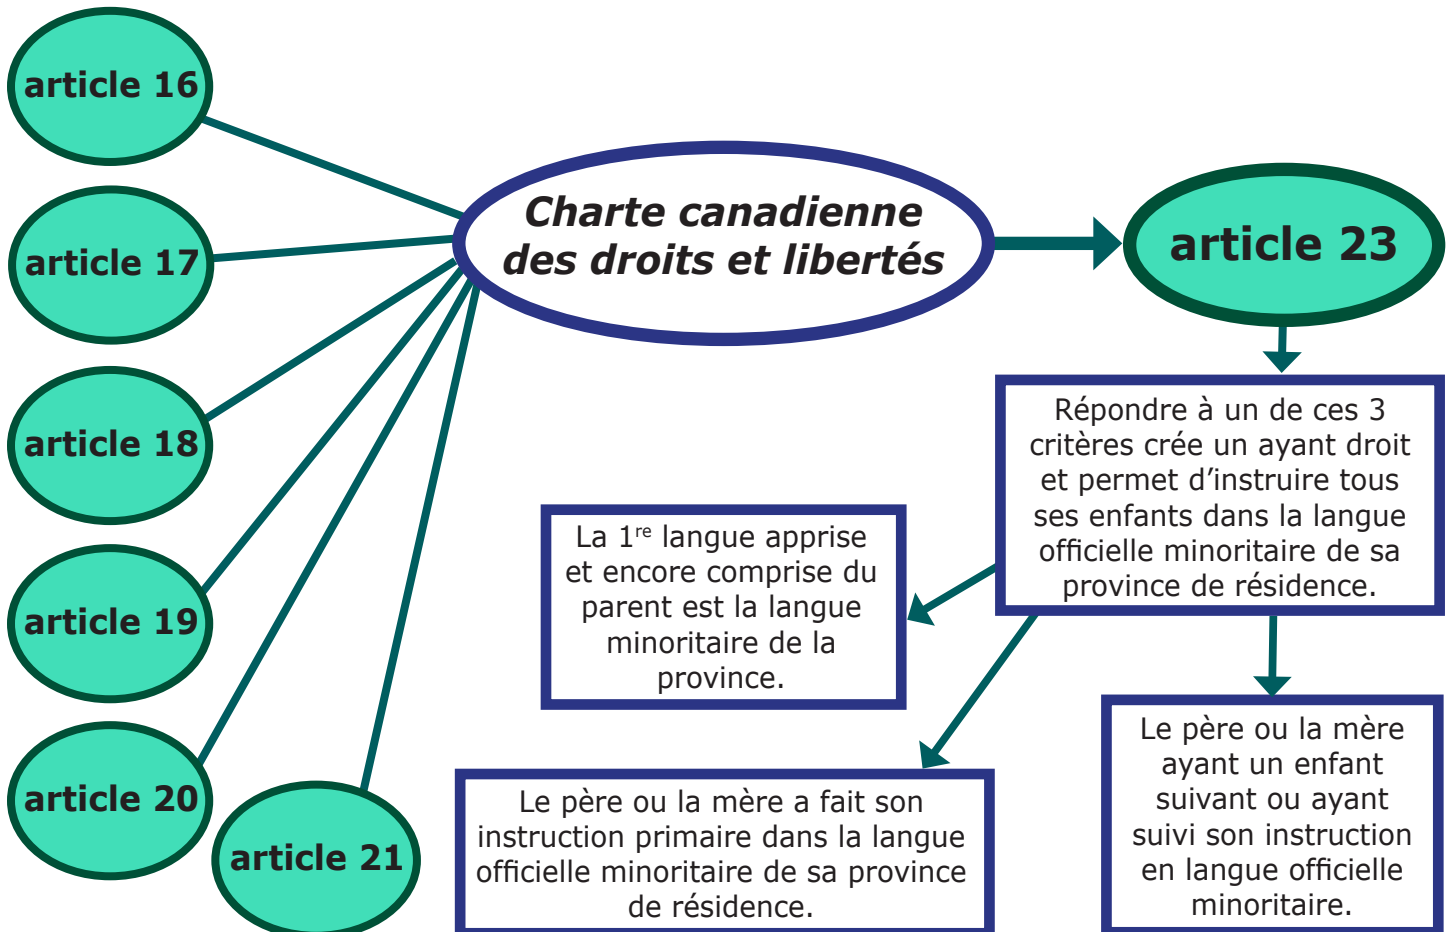 article 16
article 17
article 18
article 19
article 20
article 21
Charte canadienne
des droits et libertés
article 23
Répondre à un de ces 3
critères crée un ayant droit
et permet d'instruire tous
ses enfants dans la langue
officielle minoritaire de sa
province de résidence.
La 1re langue apprise
et encore comprise du
parent est la langue
minoritaire de la
province.
Le père ou la mère a fait son
instruction primaire dans la langue
officielle minoritaire de sa province
de résidence.
Le père ou la mère
ayant un enfant
suivant ou ayant
suivi son instruction
en langue officielle
minoritaire.